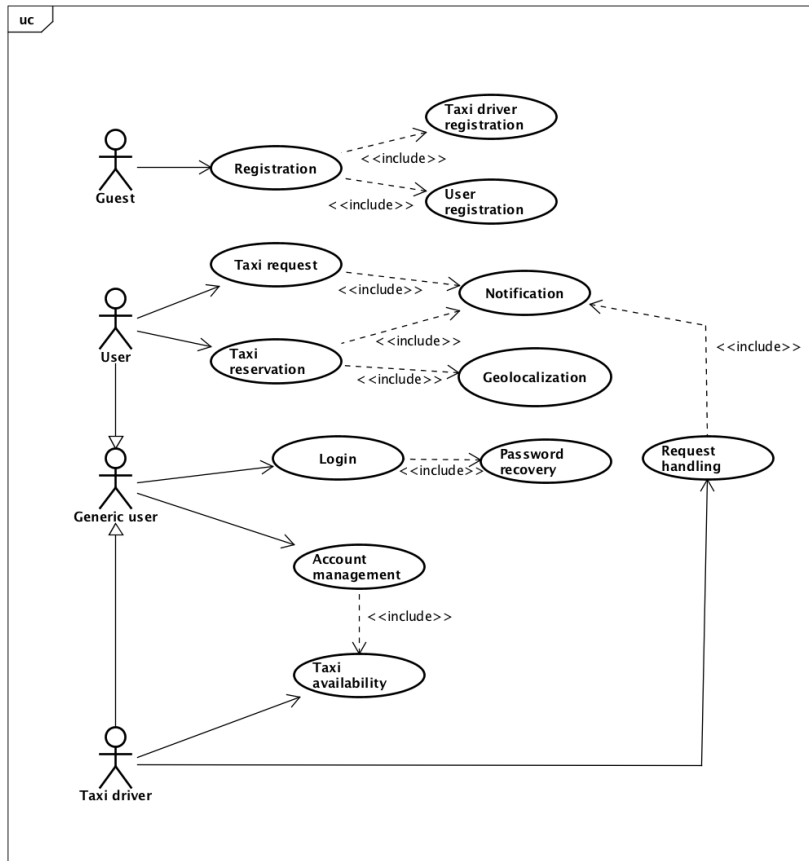 uc
Taxi driver
registration
<<include>>
Registration
Guest
User
registration
<<include>>
Taxi request
<<include>>
Notification
User
Taxi
reservation
<<include>>
<<include>>
Geolocalization
<<include>>
Login
<<include>>
Password
recovery
Request
handling
Generic user
Account
management
<<include>>
Taxi
availability
Taxi driver